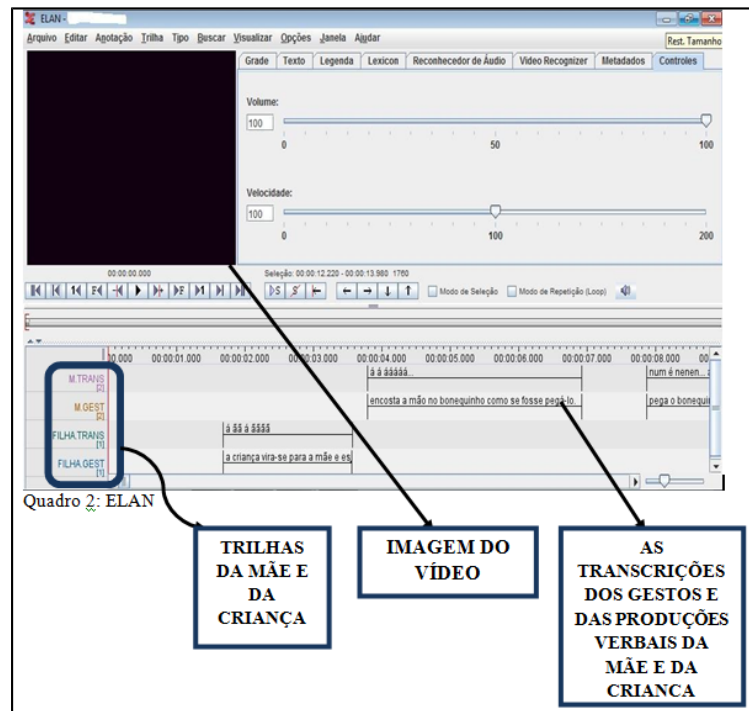 ELAN -
Arquivo Editar Anotação Trilha Tipo Buscar Visualizar Opções Janela Ajudar
Rest. Tamanho
Grade Texto Legenda Lexicon Reconhecedor de Áudio Video Recognizer Metadados Controles
Volume:
100
0 50 100
Velocidade:
100
0 100 200
00:00:00.000
Seleção: 00:00:12.220 - 00:00:13.980 1760
Modo de Seleção Modo de Repetição (Loop)
00.000 00:00:01.000 00:00:02.000 00:00:03.000 00:00:04.000 00:00:05.000 00:00:06.000 00:00:07.000 00:00:08.000 00
M.TRANS
[2]
á á ááááá...
num é nenen...
M.GEST
[2]
encosta a mão no bonequinho como se fosse pegá-lo.
pega o bonequi
FILHA.TRANS
[1]
á ãã á ãããã
FILHA.GEST
[1]
a criança vira-se para a mãe e es
Quadro 2: ELAN
TRILHAS
DA MÃE E
DA
CRIANÇA
IMAGEM DO
VÍDEO
AS
TRANSCRIÇÕES
DOS GESTOS E
DAS PRODUÇÕES
VERBAIS DA
MÃE E DA
CRIANCA